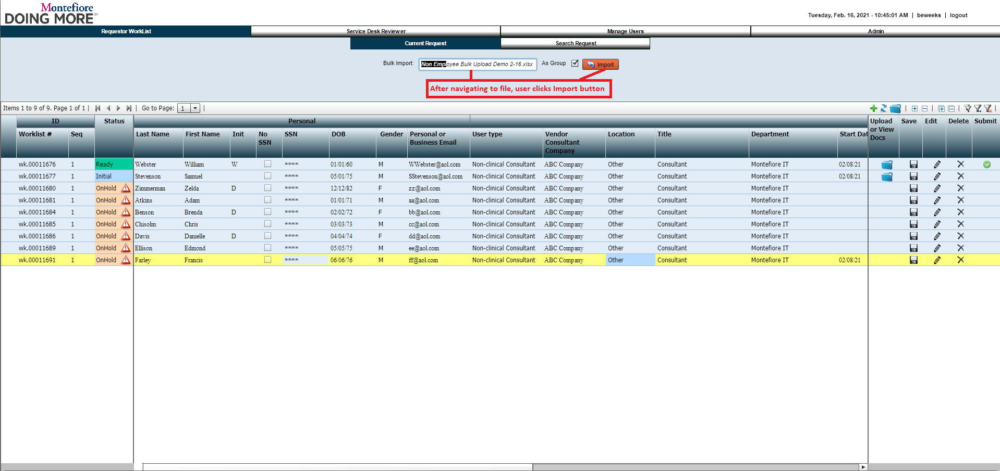 Montefiore
DOING MORE℠
Tuesday, Feb. 16, 2021 - 10:45:01 AM | beweeks | logout
Requestor WorkList Service Desk Reviewer Manage Users Admin
Current Request Search Request
Bulk Import: Non Employee Bulk Upload Demo 2-16.xlsx As Group Import
After navigating to file, user clicks Import button
Items 1 to 9 of 9. Page 1 of 1 | Go to Page: 1 |
ID Status Personal
Worklist # Seq Last Name First Name Init No SSN SSN DOB Gender Personal or Business Email User type Vendor Consultant Company Location Title Department Start Dat Upload or View Docs Save Edit Delete Submit
wk.00011676 1 Ready Webster William W **** 01/01/60 M WWebster@aol.com Non-clinical Consultant ABC Company Other Consultant Montefiore IT 02/08/21
wk.00011677 1 Initial Stevenson Samuel **** 05/01/75 M SStevenson@aol.com Non-clinical Consultant ABC Company Other Consultant Montefiore IT 02/08/21
wk.00011680 1 OnHold Zimmerman Zelda D **** 12/12/82 F zz@aol.com Non-clinical Consultant ABC Company Other Consultant Montefiore IT
wk.00011681 1 OnHold Atkins Adam **** 01/01/71 M aa@aol.com Non-clinical Consultant ABC Company Other Consultant Montefiore IT
wk.00011684 1 OnHold Benson Brenda D **** 02/02/72 F bb@aol.com Non-clinical Consultant ABC Company Other Consultant Montefiore IT
wk.00011685 1 OnHold Chisolm Chris **** 03/03/73 M cc@aol.com Non-clinical Consultant ABC Company Other Consultant Montefiore IT
wk.00011686 1 OnHold Davis Danielle D **** 04/04/74 F dd@aol.com Non-clinical Consultant ABC Company Other Consultant Montefiore IT
wk.00011689 1 OnHold Ellison Edmond **** 05/05/75 M ee@aol.com Non-clinical Consultant ABC Company Other Consultant Montefiore IT
wk.00011691 1 OnHold Farley Francis **** 06/06/76 M ff@aol.com Non-clinical Consultant ABC Company Other Consultant Montefiore IT 02/08/21